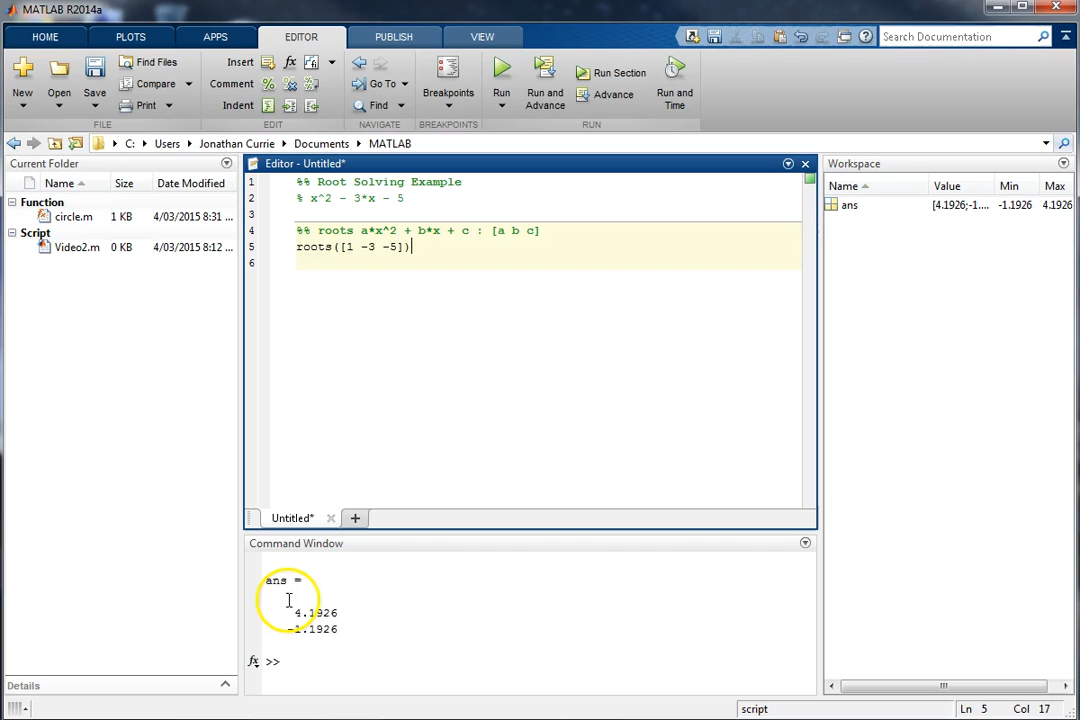 MATLAB R2014a
HOME PLOTS APPS EDITOR PUBLISH VIEW Search Documentation
New Open Save Find Files Compare Print
FILE
Insert fx Comment Indent
EDIT
Go To Find
NAVIGATE
Breakpoints
BREAKPOINTS
Run Run and Advance Run Section Advance Run and Time
RUN
C: Users Jonathan Currie Documents MATLAB
Current Folder
Name Size Date Modified
Function
circle.m 1 KB 4/03/2015 8:31 ...
Script
Video2.m 0 KB 4/03/2015 8:12 ...
Details
Editor - Untitled*
1 %% Root Solving Example
2 % x^2 - 3*x - 5
3
4 %% roots a*x^2 + b*x + c : [a b c]
5 roots([1 -3 -5])
6
Untitled*
Command Window
ans =
4.1926
-1.1926
fx >>
Workspace
Name Value Min Max
ans [4.1926;-1.... -1.1926 4.1926
script Ln 5 Col 17